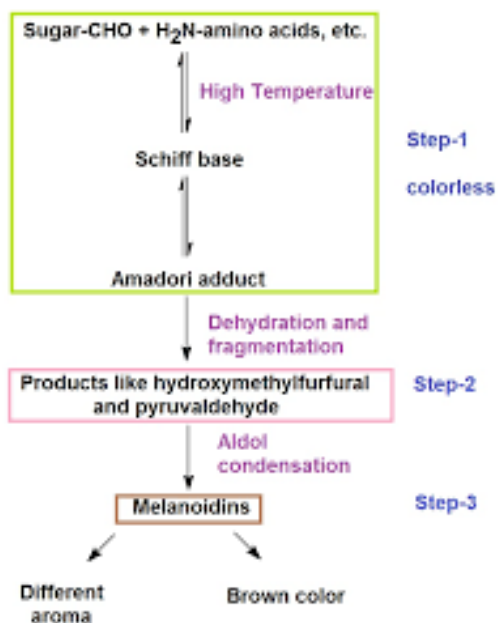 Sugar-CHO + H2N-amino acids, etc.
High Temperature
Step-1
Schiff base
colorless
Amadori adduct
Dehydration and
fragmentation
Products like hydroxymethylfurfural
and pyruvaldehyde
Step-2
Aldol
condensation
Melanoidins
Step-3
Different
aroma
Brown color